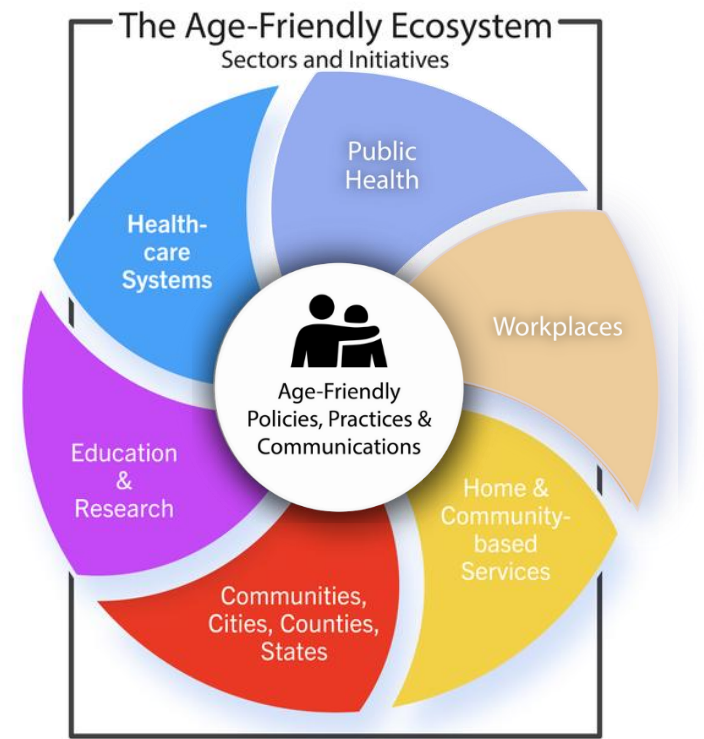 The Age-Friendly Ecosystem
Sectors and Initiatives
Public
Health
Health-
care
Systems
Workplaces
Age-Friendly
Policies, Practices &
Communications
Education
&
Research
Home &
Community-
based
Services
Communities,
Cities, Counties,
States